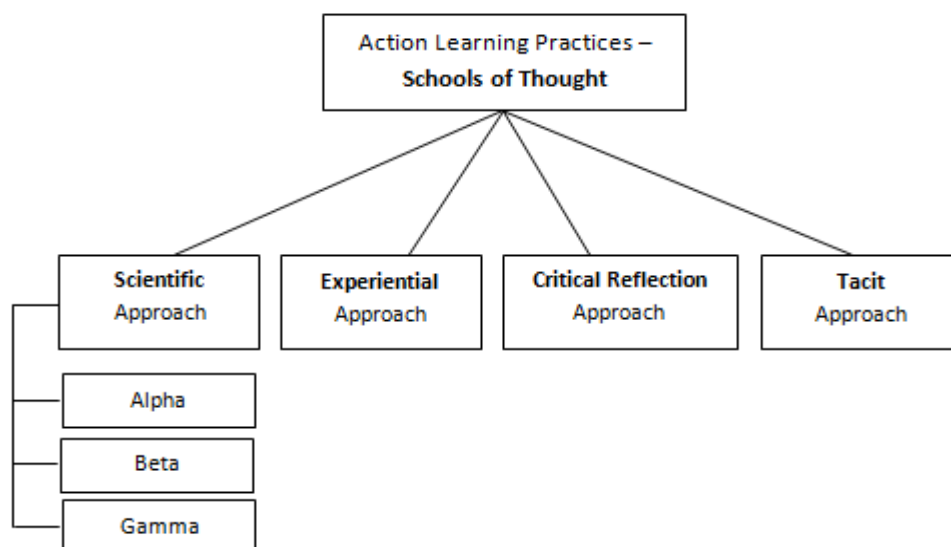 Action Learning Practices –
Schools of Thought
Scientific
Approach
Experiential
Approach
Critical Reflection
Approach
Tacit
Approach
Alpha
Beta
Gamma